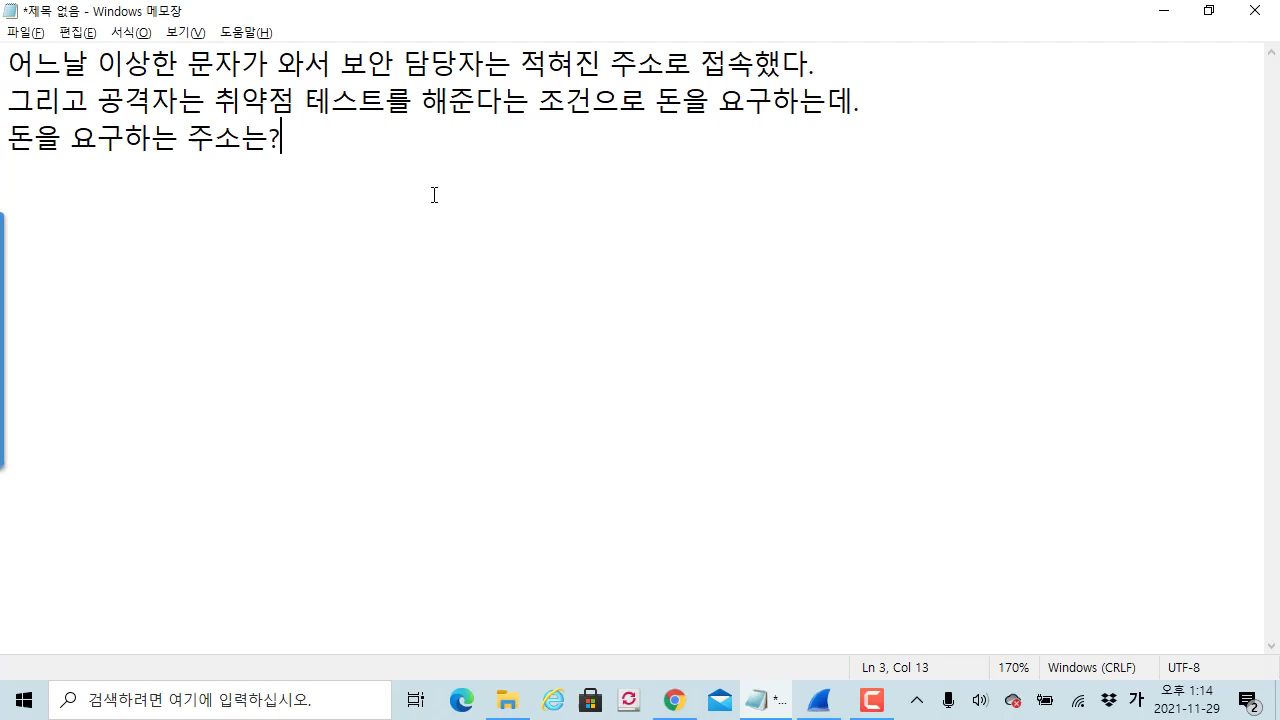 *제목 없음 - Windows 메모장
파일(F) 편집(E) 서식(O) 보기(V) 도움말(H)
어느날 이상한 문자가 와서 보안 담당자는 적혀진 주소로 접속했다.
그리고 공격자는 취약점 테스트를 해준다는 조건으로 돈을 요구하는데.
돈을 요구하는 주소는?
Ln 3, Col 13 170% Windows (CRLF) UTF-8
검색하려면 여기에 입력하십시오. *... 가 오후 1:14
2021-11-29 2